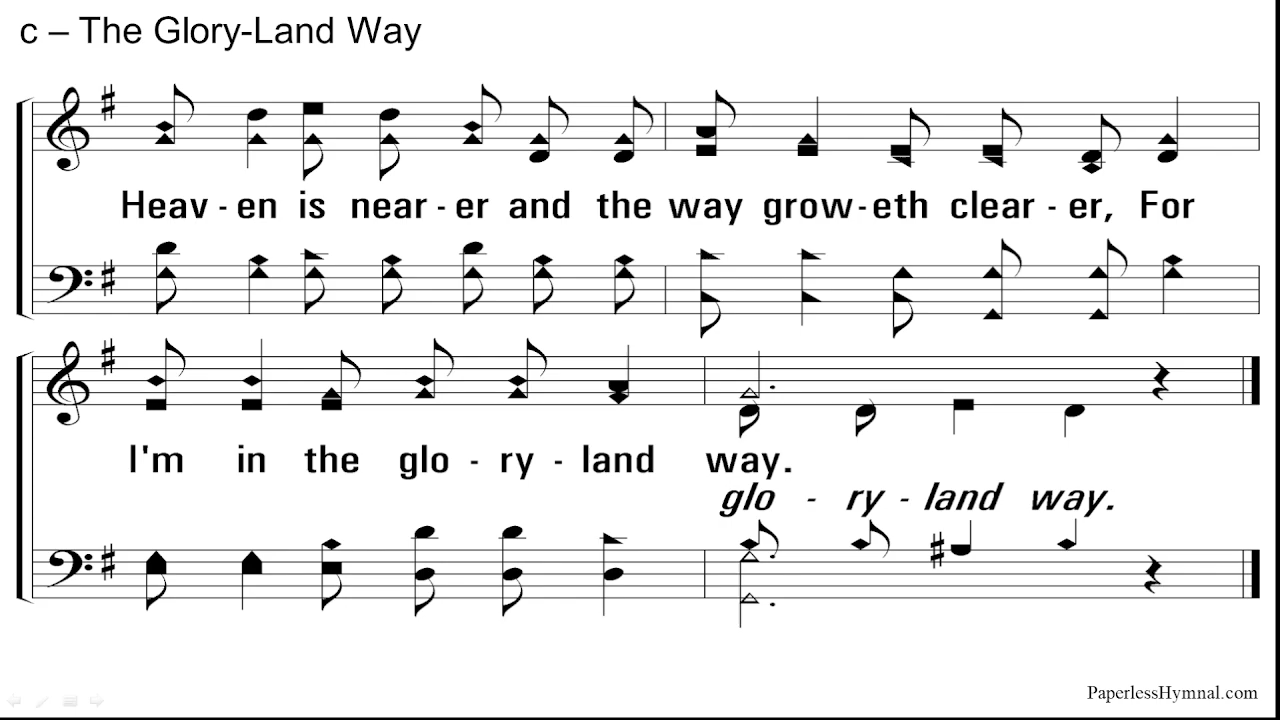 c – The Glory-Land Way
Heav - en is near - er and the way grow-eth clear - er, For
I'm in the glo - ry - land way.
glo - ry - land way.
PaperlessHymnal.com